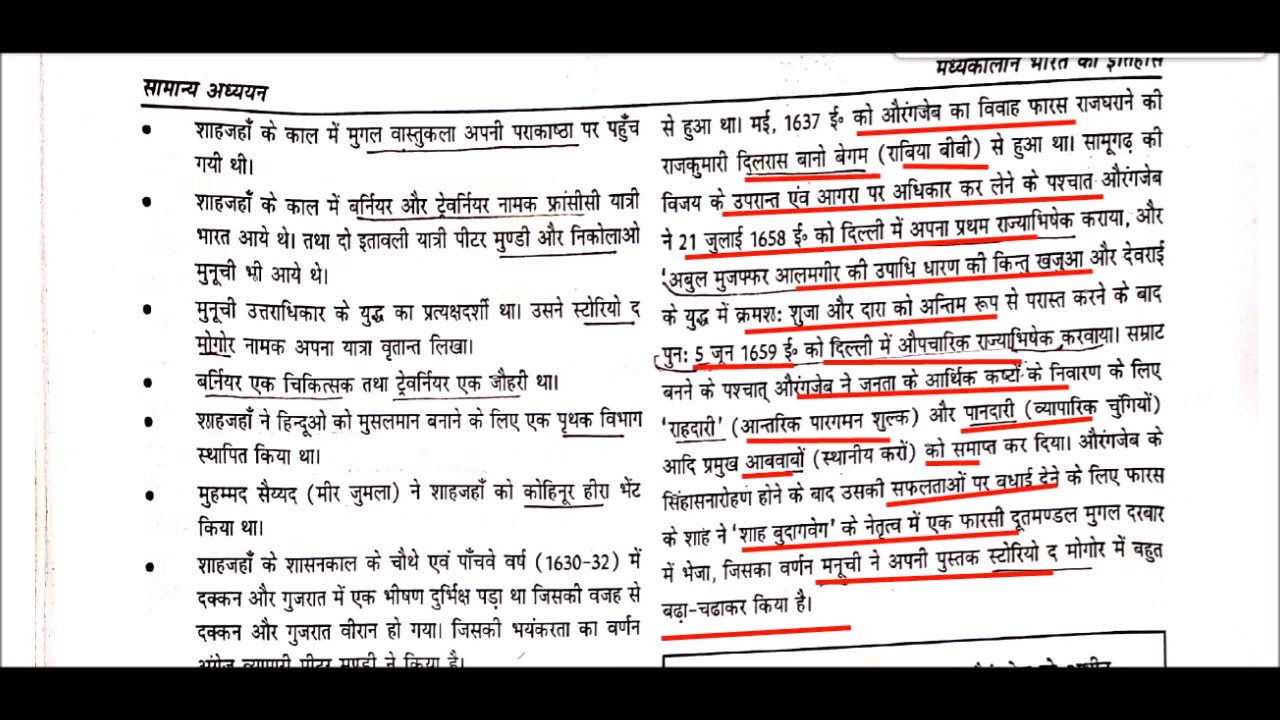 सामान्य अध्ययन
मध्यकालीन भारत का इतिहास
शाहजहाँ के काल में मुगल वास्तुकला अपनी पराकाष्ठा पर पहुँच
गयी थी।
शाहजहाँ के काल में बर्नियर और ट्रेवर्नियर नामक फ्रांसीसी यात्री
भारत आये थे। तथा दो इतावली यात्री पीटर मुण्डी और निकोलाओ
मुनूची भी आये थे।
मुनूची उत्तराधिकार के युद्ध का प्रत्यक्षदर्शी था। उसने स्टोरियो द
मोगोर नामक अपना यात्रा वृतान्त लिखा।
बर्नियर एक चिकित्सक तथा ट्रेवर्नियर एक जौहरी था।
शाहजहाँ ने हिन्दूओ को मुसलमान बनाने के लिए एक पृथक विभाग
स्थापित किया था।
मुहम्मद सैय्यद (मीर जुमला) ने शाहजहाँ को कोहिनूर हीरा भेंट
किया था।
शाहजहाँ के शासनकाल के चौथे एवं पाँचवे वर्ष (1630-32) में
दक्कन और गुजरात में एक भीषण दुर्भिक्ष पड़ा था जिसकी वजह से
दक्कन और गुजरात वीरान हो गया। जिसकी भयंकरता का वर्णन
अंग्रेज व्यापारी पीटर मुण्डी ने किया है।
से हुआ था। मई, 1637 ई० को औरंगजेब का विवाह फारस राजघराने की
राजकुमारी दिलरास बानो बेगम (राबिया बीबी) से हुआ था। सामूगढ़ की
विजय के उपरान्त एंव आगरा पर अधिकार कर लेने के पश्चात औरंगजेब
ने 21 जुलाई 1658 ई० को दिल्ली में अपना प्रथम राज्याभिषेक कराया, और
'अबुल मुजफ्फर आलमगीर की उपाधि धारण की किन्तु खजुआ और देवराई
के युद्ध में क्रमशः शुजा और दारा को अन्तिम रूप से परास्त करने के बाद
पुनः 5 जून 1659 ई० को दिल्ली में औपचारिक राज्याभिषेक करवाया। सम्राट
बनने के पश्चात् औरंगजेब ने जनता के आर्थिक कष्टों के निवारण के लिए
'राहदारी' (आन्तरिक पारगमन शुल्क) और पानदारी (व्यापारिक चुंगियों)
आदि प्रमुख आबवाबों (स्थानीय करों) को समाप्त कर दिया। औरंगजेब के
सिंहासनारोहण होने के बाद उसकी सफलताओं पर बधाई देने के लिए फारस
के शाह ने 'शाह बुदागवेग' के नेतृत्व में एक फारसी दूतमण्डल मुगल दरबार
में भेजा, जिसका वर्णन मनूची ने अपनी पुस्तक स्टोरियो द मोगोर में बहुत
बढ़ा-चढाकर किया है।